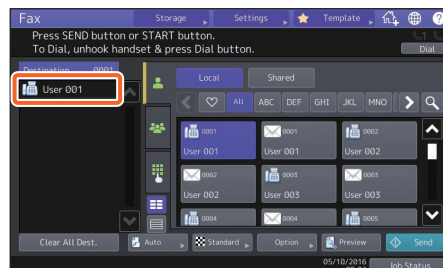 Fax
Storage
Settings
Template
?
Press SEND button or START button.
To Dial, unhook handset & press Dial button.
Dial
Destination 0001
User 001
Local
Shared
All
ABC
DEF
GHI
JKL
MNO
0001
User 001
0001
User 001
0002
User 002
0002
User 002
0003
User 003
0003
User 003
0004
0004
0005
Clear All Dest.
Auto
Standard
Option
Preview
Send
05/10/2016
Job Status